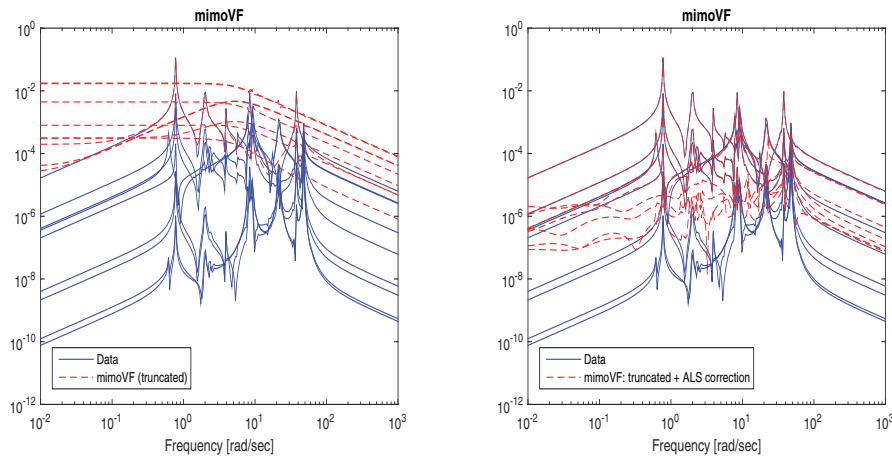 mimoVF
10^0
10^-2
10^-4
10^-6
10^-8
10^-10
10^-12
Data
mimoVF (truncated)
10^-2 10^-1 10^0 10^1 10^2 10^3
Frequency [rad/sec]
mimoVF
10^0
10^-2
10^-4
10^-6
10^-8
10^-10
10^-12
Data
mimoVF: truncated + ALS correction
10^-2 10^-1 10^0 10^1 10^2 10^3
Frequency [rad/sec]